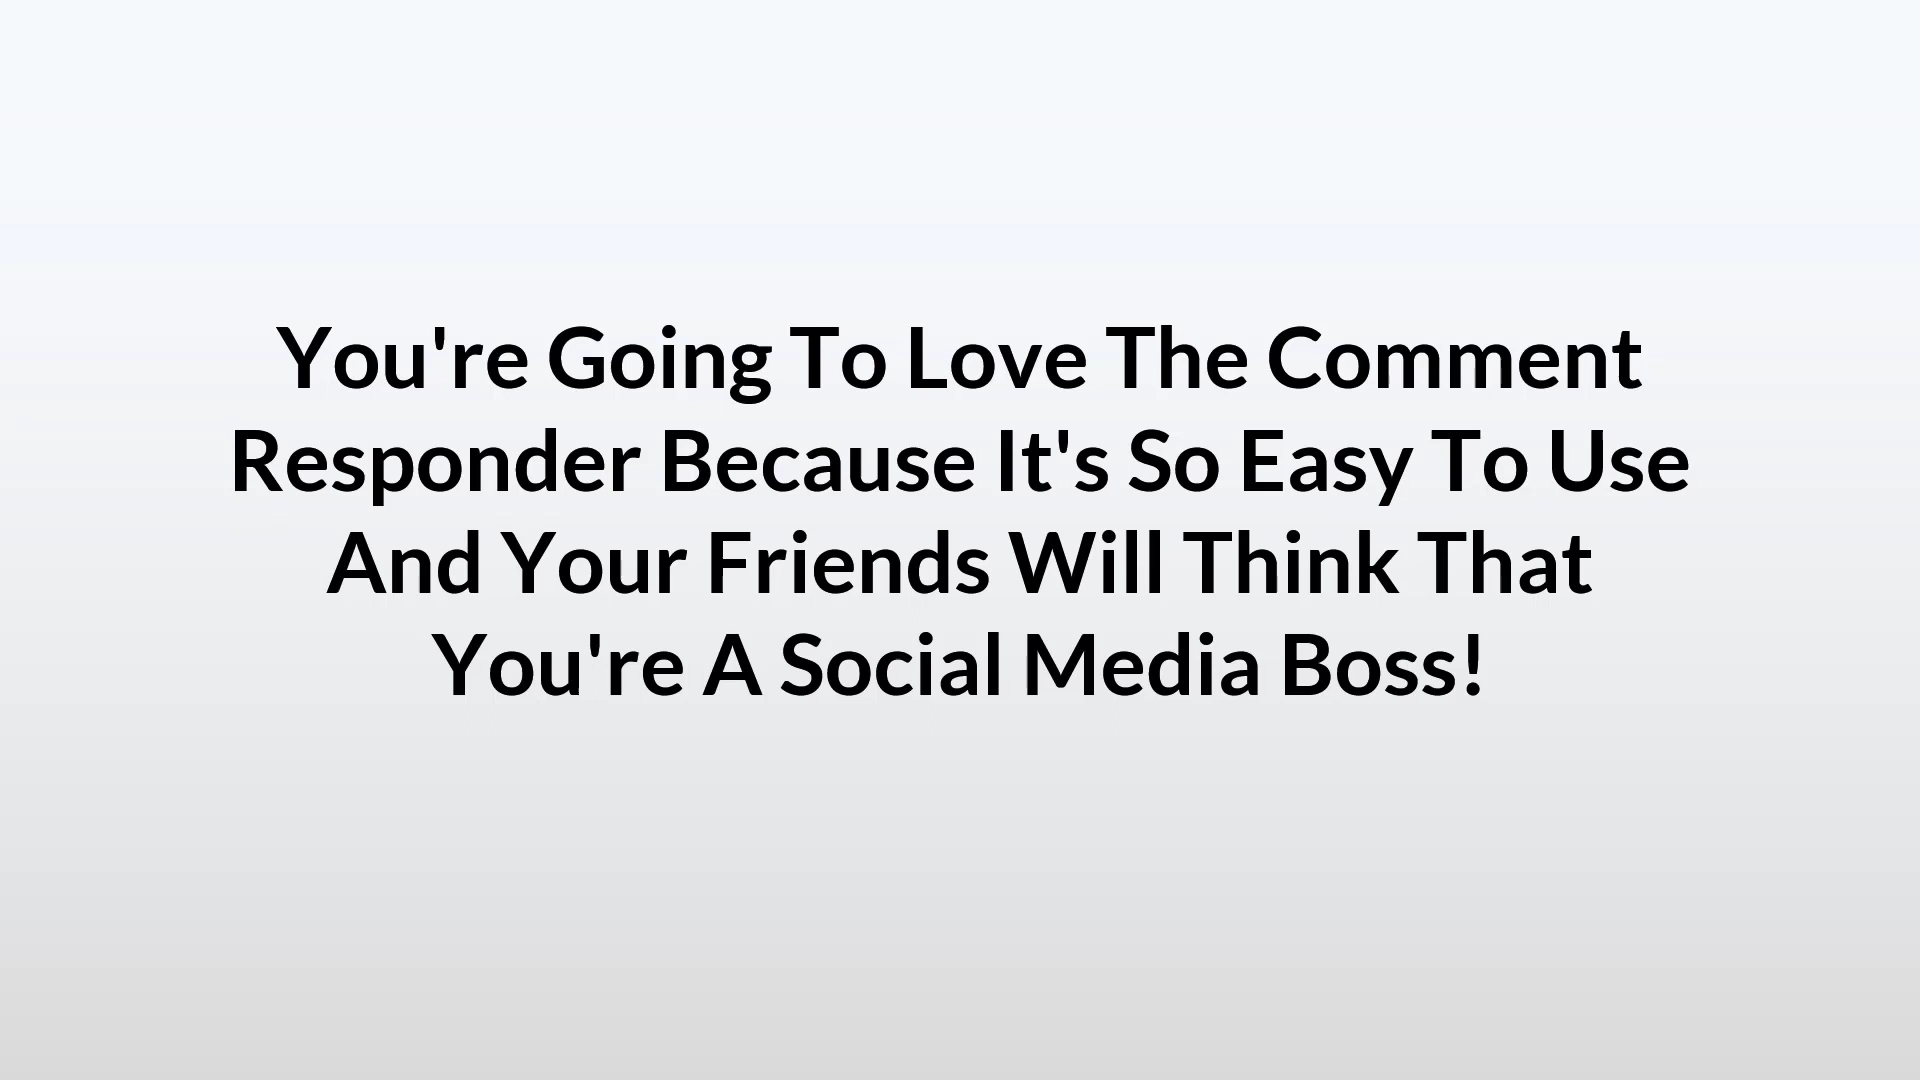 You're Going To Love The Comment
Responder Because It's So Easy To Use
And Your Friends Will Think That
You're A Social Media Boss!